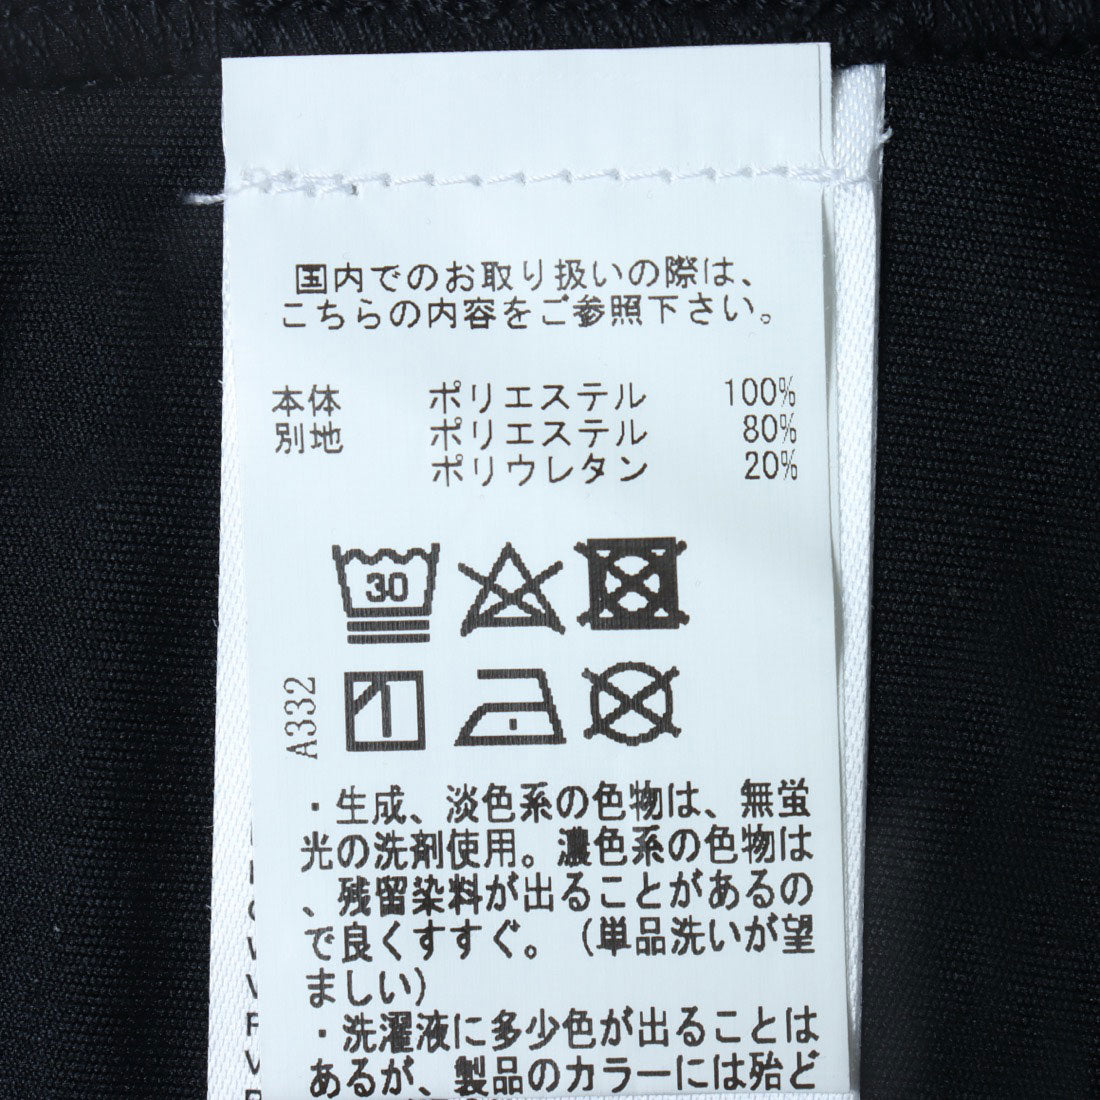 国内でのお取り扱いの際は、
こちらの内容をご参照下さい。
本体 ポリエステル 100%
別地 ポリエステル 80%
ポリウレタン 20%
30
A332
・生成、淡色系の色物は、無蛍
光の洗剤使用。濃色系の色物は
、残留染料が出ることがあるの
で良くすすぐ。(単品洗いが望
ましい)
・洗濯液に多少色が出ることは
あるが、製品のカラーには殆ど